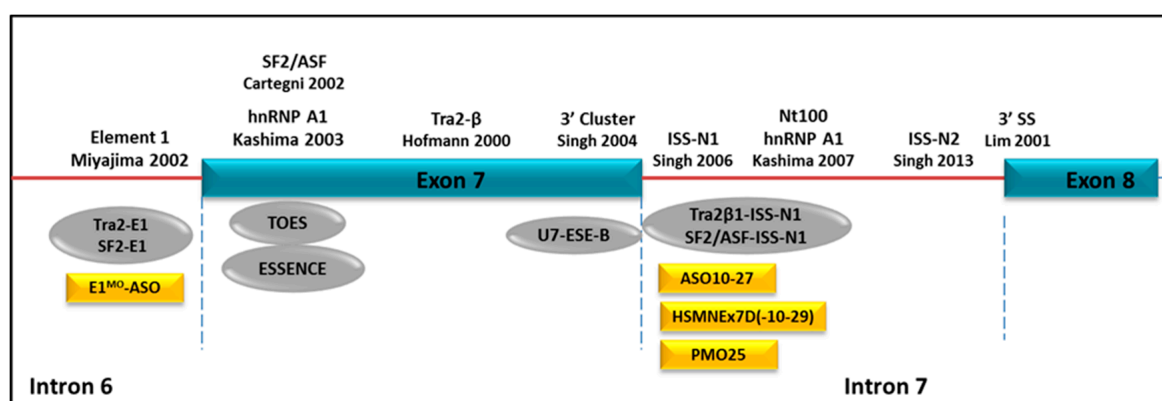 SF2/ASF
Cartegni 2002
hnRNP A1
Kashima 2003
Element 1
Miyajima 2002
Tra2-β
Hofmann 2000
3' Cluster
Singh 2004
ISS-N1
Singh 2006
Nt100
hnRNP A1
Kashima 2007
ISS-N2
Singh 2013
3' SS
Lim 2001
Exon 7
Exon 8
Tra2-E1
SF2-E1
E1ᴹᴼ-ASO
TOES
ESSENCE
U7-ESE-B
Tra2β1-ISS-N1
SF2/ASF-ISS-N1
ASO10-27
HSMNEx7D(-10-29)
PMO25
Intron 6
Intron 7